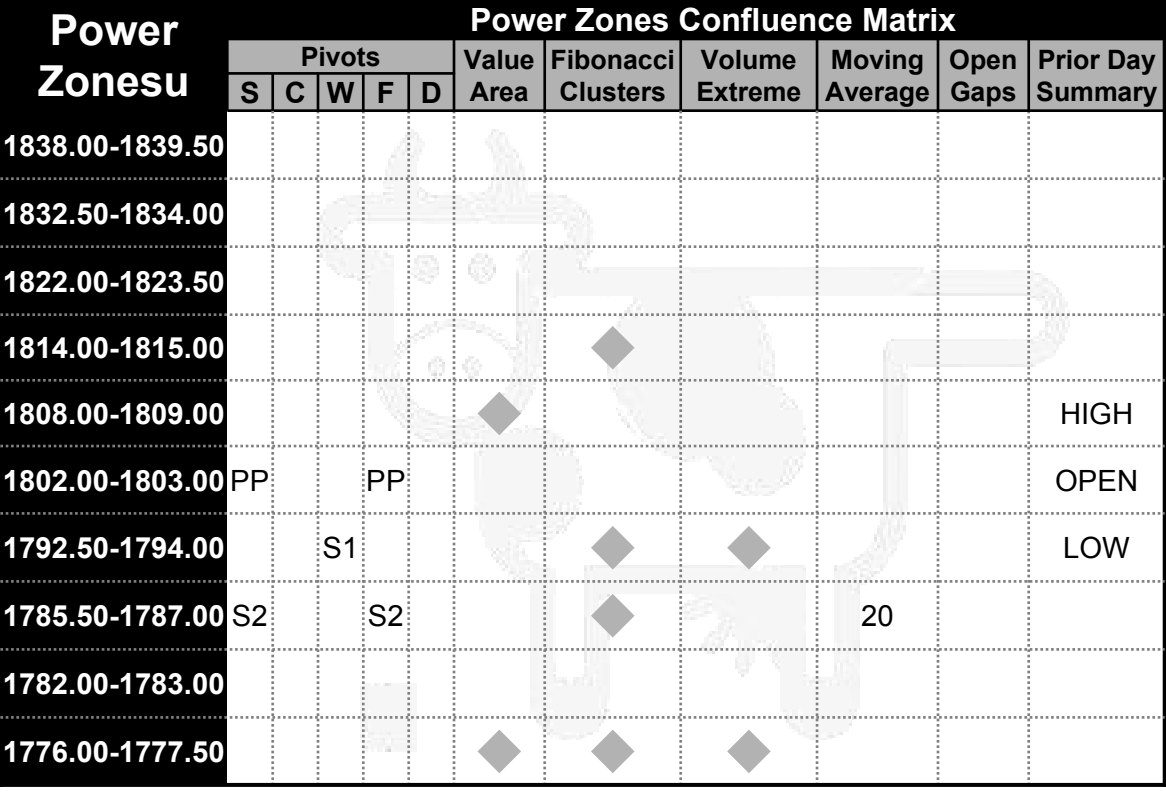 Power Zonesu
Power Zones Confluence Matrix
Pivots
Value Area
Fibonacci Clusters
Volume Extreme
Moving Average
Open Gaps
Prior Day Summary
S C W F D
1838.00-1839.50
1832.50-1834.00
1822.00-1823.50
1814.00-1815.00
1808.00-1809.00 HIGH
1802.00-1803.00 PP PP OPEN
1792.50-1794.00 S1 LOW
1785.50-1787.00 S2 S2 20
1782.00-1783.00
1776.00-1777.50